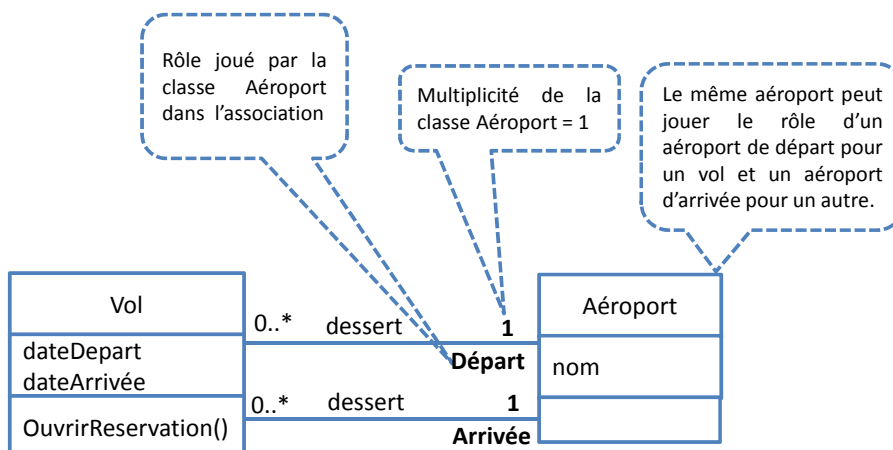 Rôle joué par la
classe Aéroport
dans l'association
Multiplicité de la
classe Aéroport = 1
Le même aéroport peut
jouer le rôle d'un
aéroport de départ pour
un vol et un aéroport
d'arrivée pour un autre.
Vol
dateDepart
dateArrivée
OuvrirReservation()
0..* dessert 1
Départ
0..* dessert 1
Arrivée
Aéroport
nom